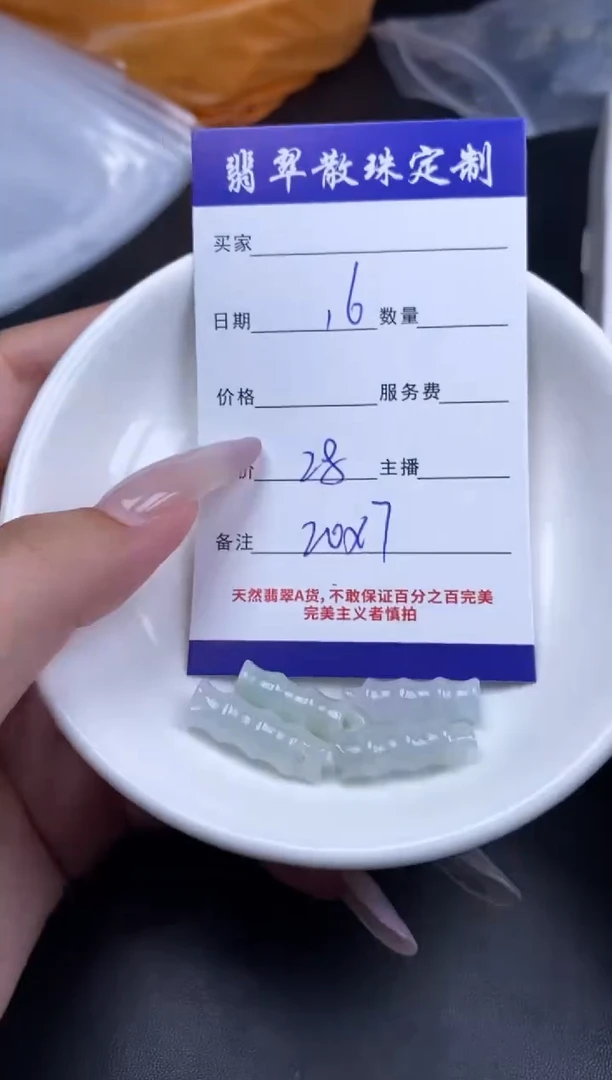 翡翠散珠定制
买家
日期 .6 数量
价格 服务费
价 28 主播
备注 20x7
天然翡翠A货,不敢保证百分之百完美
完美主义者慎拍